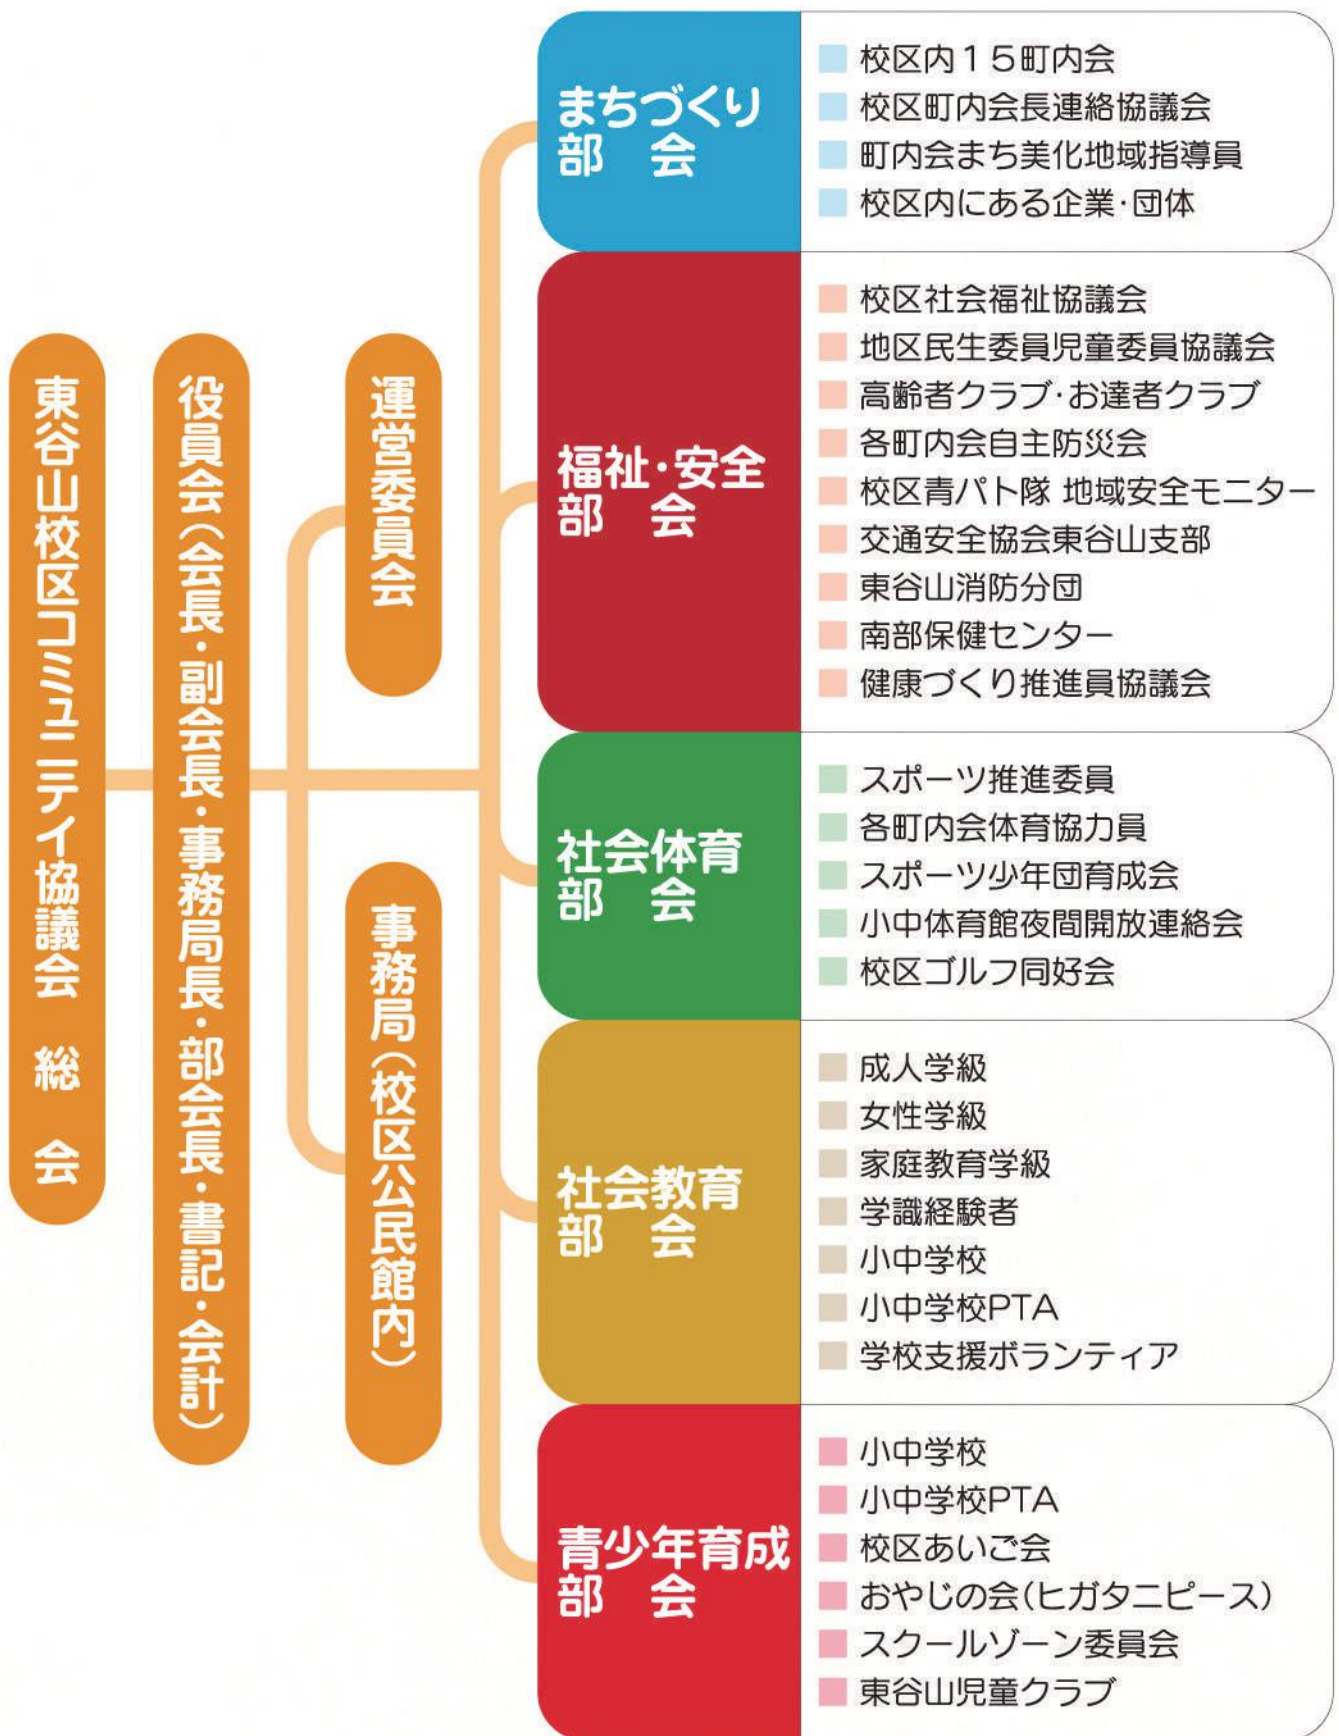 東谷山校区コミュニテイ協議会　総　会
役員会（会長・副会長・事務局長・部会長・書記・会計）
運営委員会
事務局（校区公民館内）
まちづくり
部　会
校区内１５町内会
校区町内会長連絡協議会
町内会まち美化地域指導員
校区内にある企業・団体
福祉・安全
部　会
校区社会福祉協議会
地区民生委員児童委員協議会
高齢者クラブ・お達者クラブ
各町内会自主防災会
校区青パト隊 地域安全モニター
交通安全協会東谷山支部
東谷山消防分団
南部保健センター
健康づくり推進員協議会
社会体育
部　会
スポーツ推進委員
各町内会体育協力員
スポーツ少年団育成会
小中体育館夜間開放連絡会
校区ゴルフ同好会
社会教育
部　会
成人学級
女性学級
家庭教育学級
学識経験者
小中学校
小中学校PTA
学校支援ボランティア
青少年育成
部　会
小中学校
小中学校PTA
校区あいご会
おやじの会（ヒガタニピース）
スクールゾーン委員会
東谷山児童クラブ